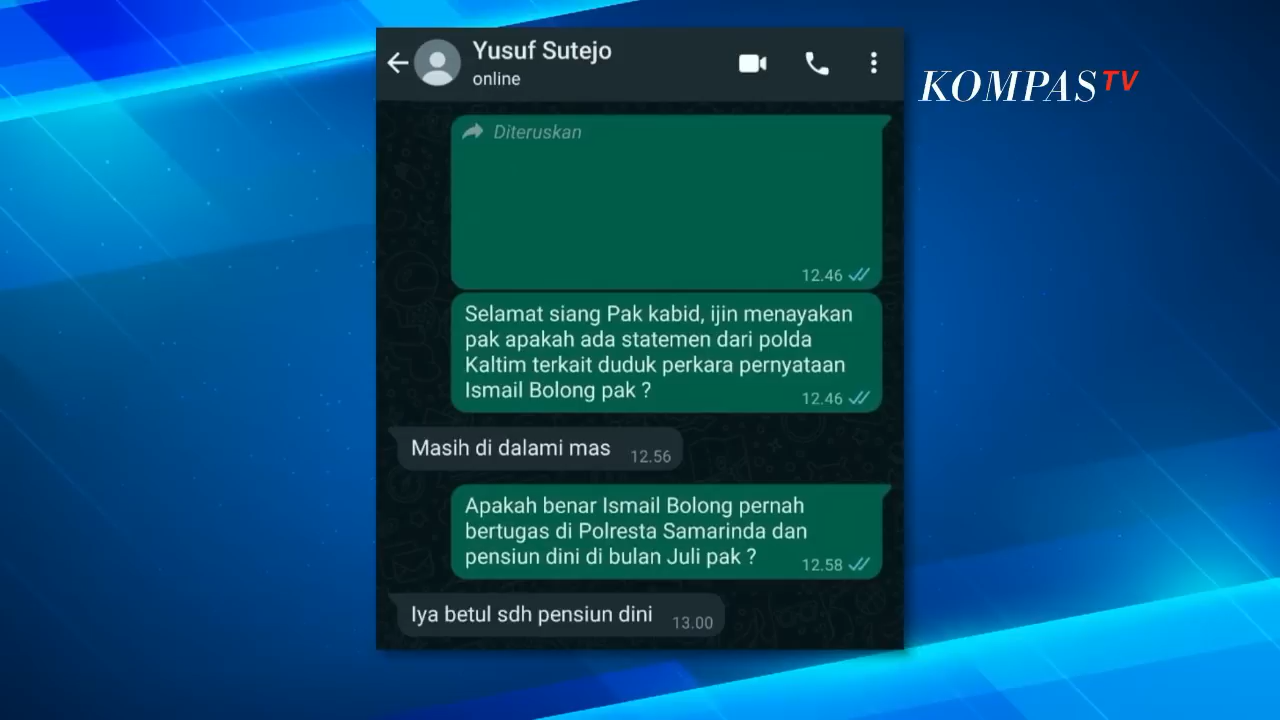 Yusuf Sutejo
online
KOMPAS TV
Diteruskan
12.46
Selamat siang Pak kabid, ijin menayakan
pak apakah ada statemen dari polda
Kaltim terkait duduk perkara pernyataan
Ismail Bolong pak ?
12.46
Masih di dalami mas
12.56
Apakah benar Ismail Bolong pernah
bertugas di Polresta Samarinda dan
pensiun dini di bulan Juli pak ?
12.58
Iya betul sdh pensiun dini
13.00